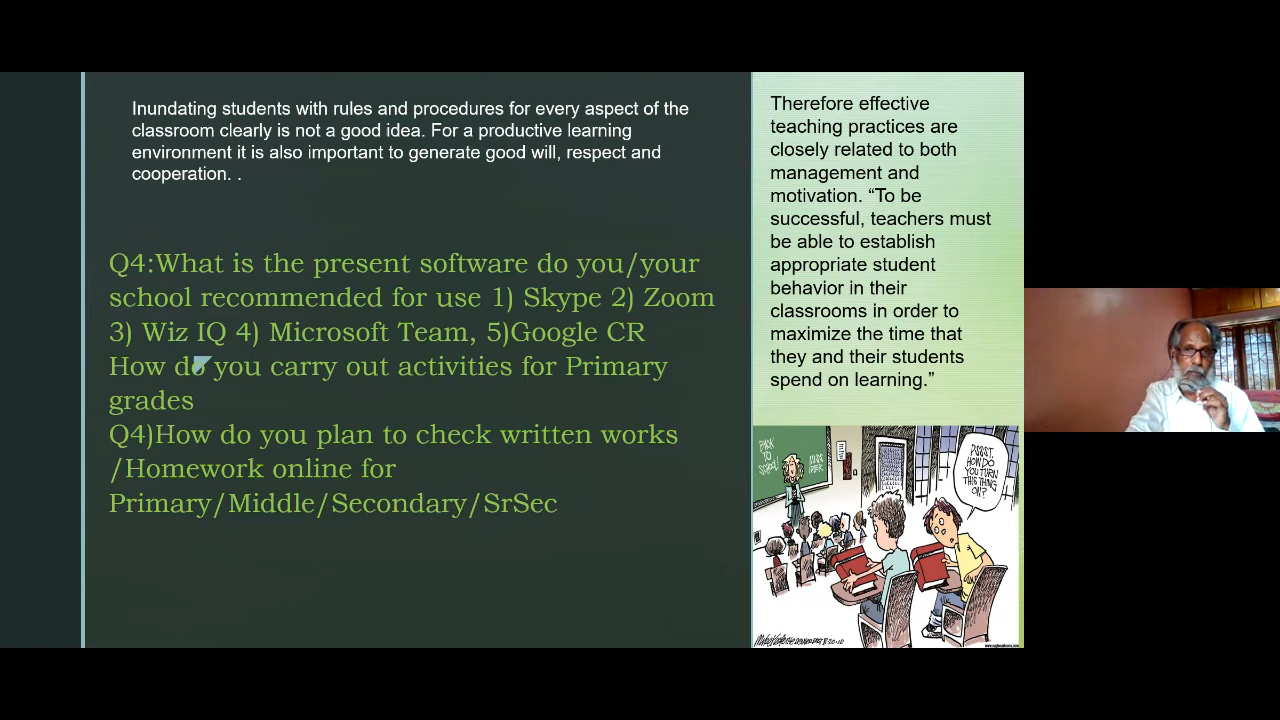 Inundating students with rules and procedures for every aspect of the
classroom clearly is not a good idea. For a productive learning
environment it is also important to generate good will, respect and
cooperation. .
Q4:What is the present software do you/your
school recommended for use 1) Skype 2) Zoom
3) Wiz IQ 4) Microsoft Team, 5)Google CR
How do you carry out activities for Primary
grades
Q4)How do you plan to check written works
/Homework online for
Primary/Middle/Secondary/SrSec
Therefore effective
teaching practices are
closely related to both
management and
motivation. “To be
successful, teachers must
be able to establish
appropriate student
behavior in their
classrooms in order to
maximize the time that
they and their students
spend on learning.”
BACK
TO
SCHOOL!
PSSST.
HOW DO
YOU TURN
THIS THING
ON?